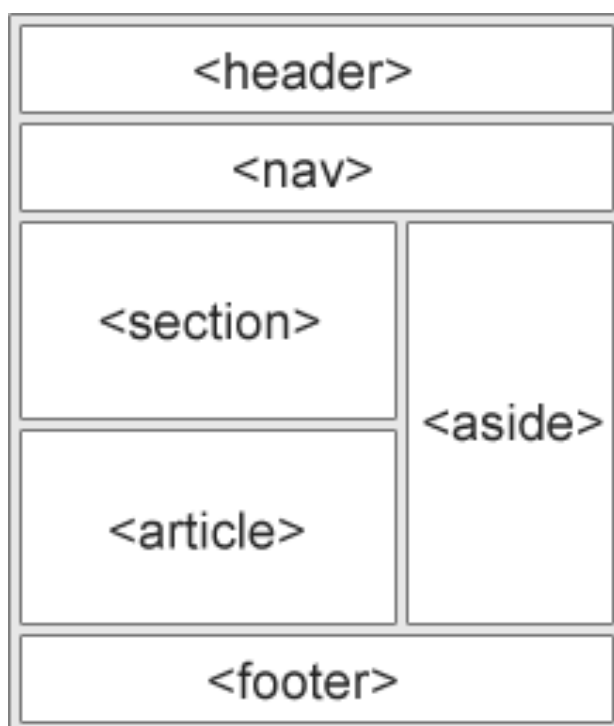 <header>
<nav>
<section>
<aside>
<article>
<footer>